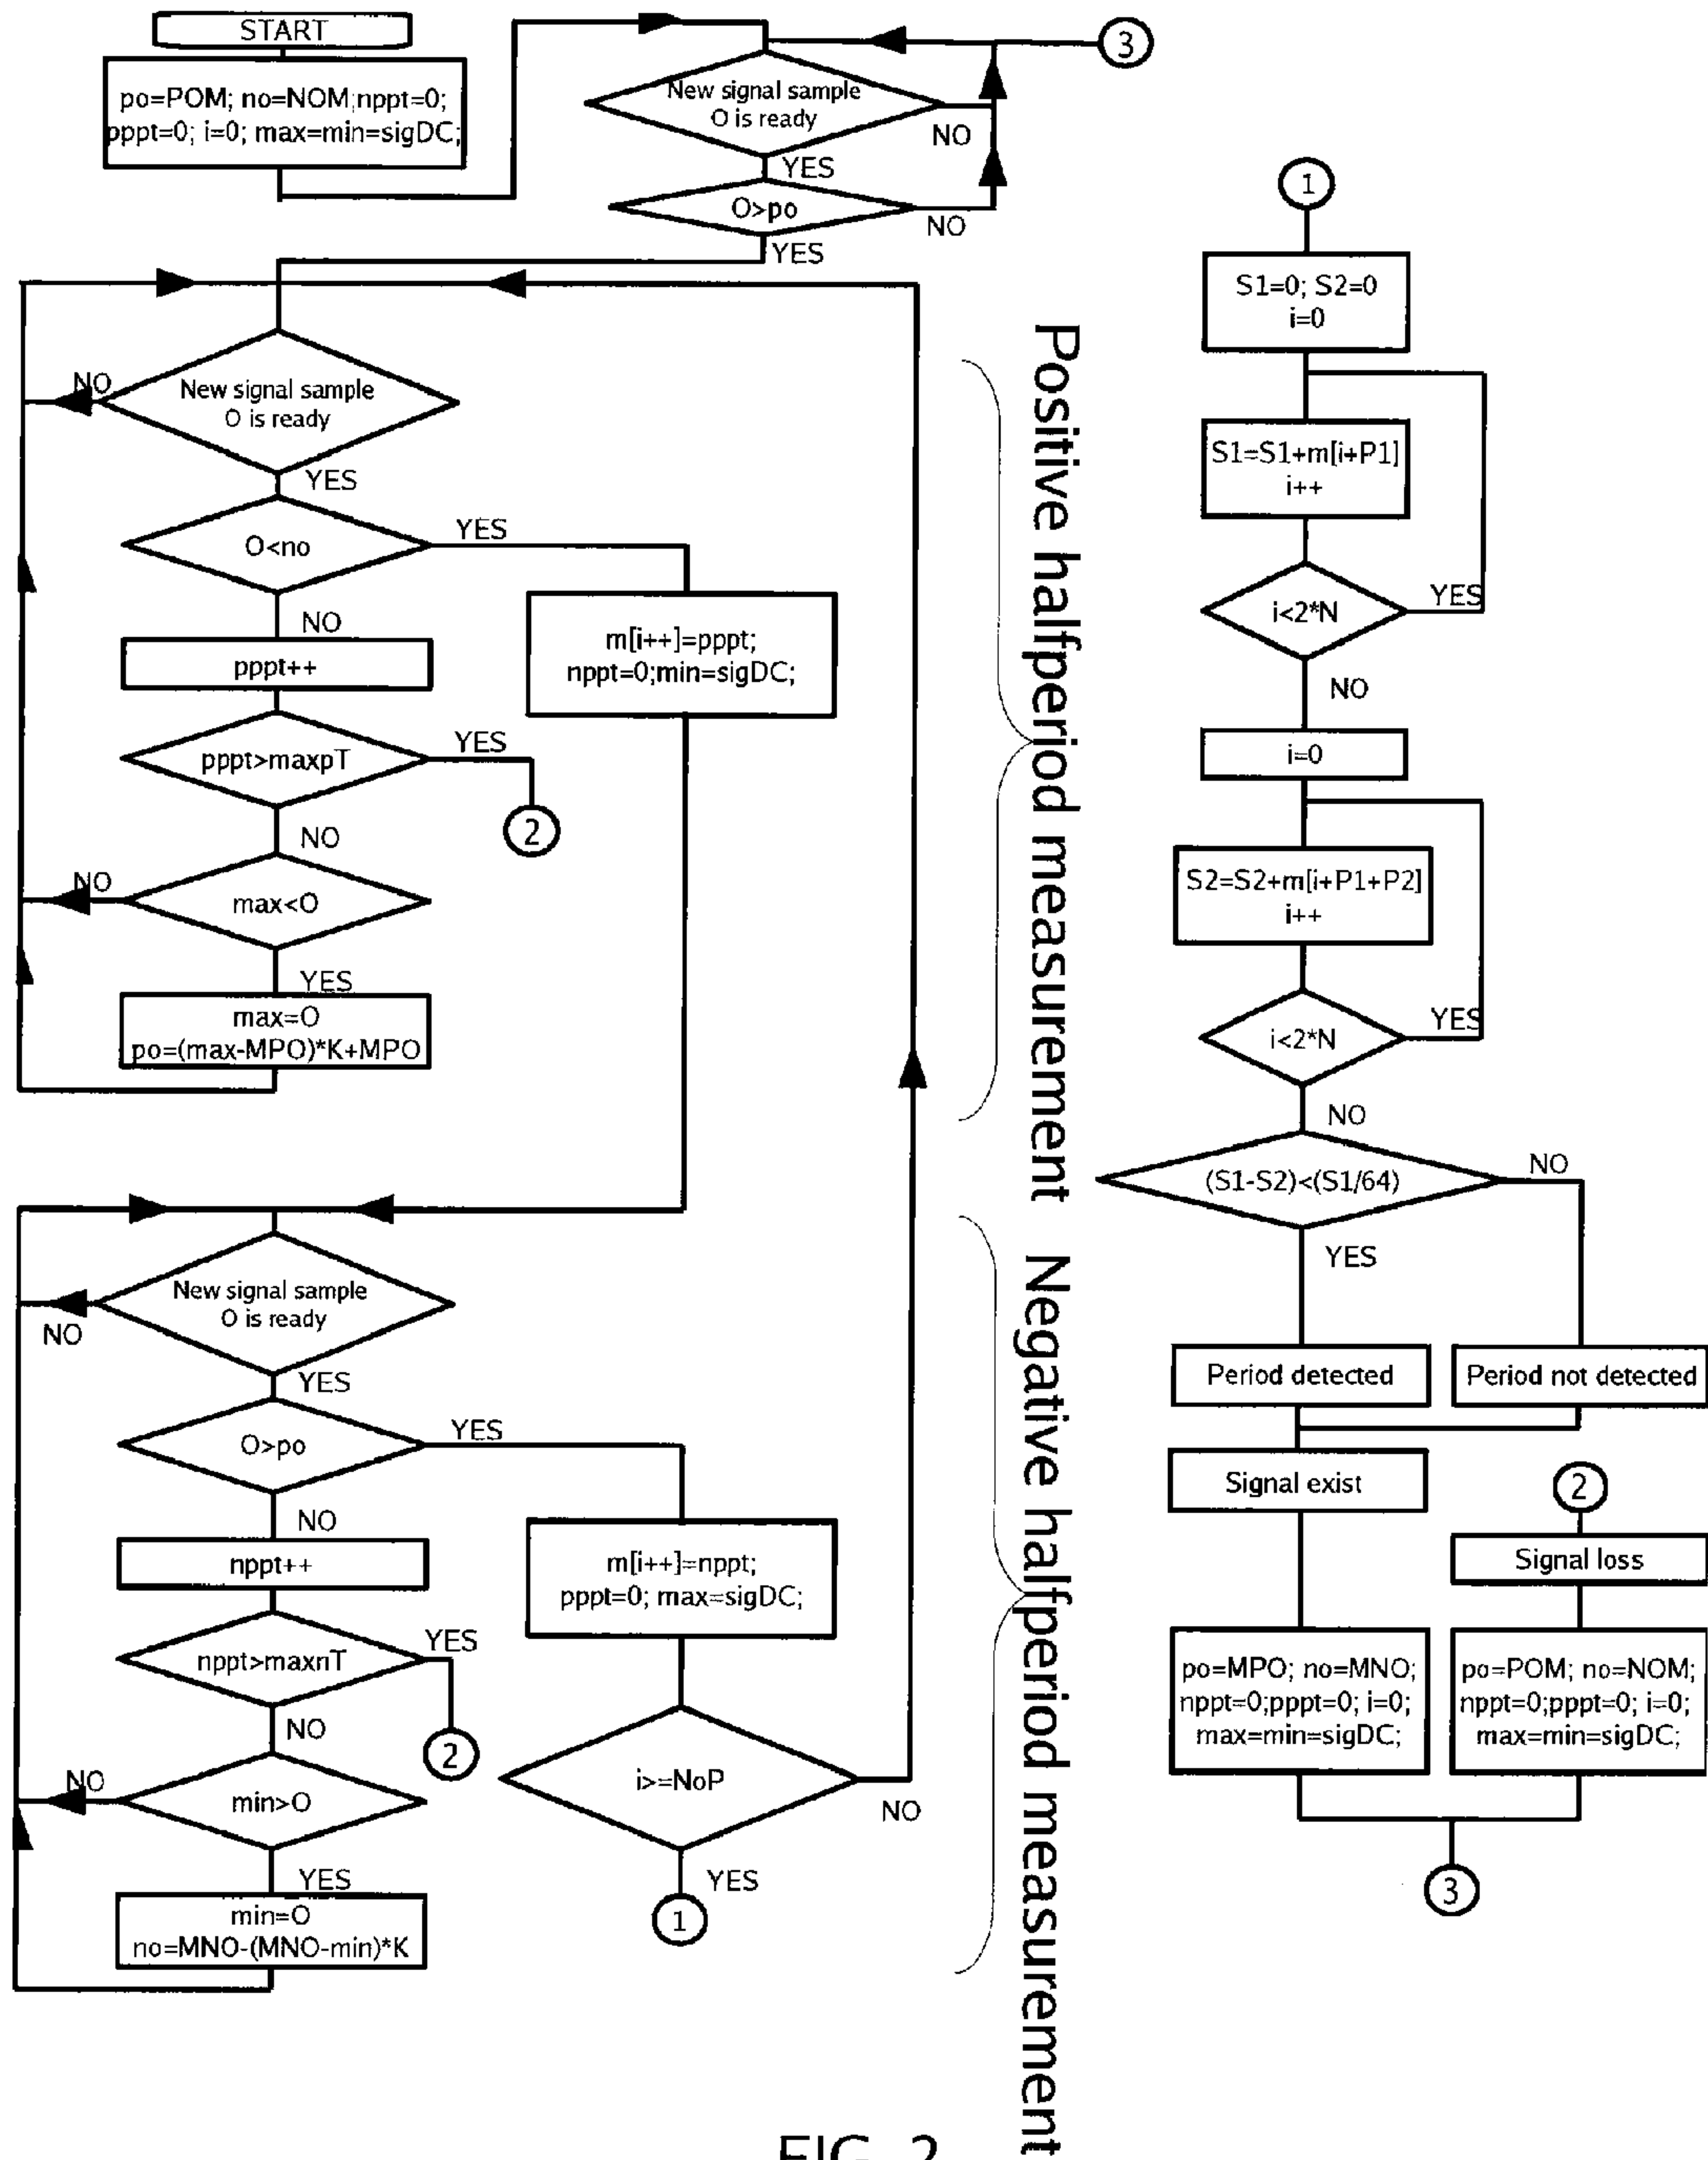 START
po=POM; no=NOM;nppt=0;
pppt=0; i=0; max=min=sigDC;
New signal sample
O is ready
NO
YES
O>po
NO
YES
3
New signal sample
O is ready
NO
YES
O<no
YES
NO
m[i++]=pppt;
nppt=0;min=sigDC;
pppt++
pppt>maxpT
YES
2
NO
max<O
NO
YES
max=O
po=(max-MPO)*K+MPO
Positive halfperiod measurement
New signal sample
O is ready
NO
YES
O>po
YES
NO
m[i++]=nppt;
pppt=0; max=sigDC;
nppt++
nppt>maxnT
YES
2
NO
i>=NoP
NO
YES
1
min>O
NO
YES
min=O
no=MNO-(MNO-min)*K
Negative halfperiod measurement
1
S1=0; S2=0
i=0
S1=S1+m[i+P1]
i++
i<2*N
YES
NO
i=0
S2=S2+m[i+P1+P2]
i++
i<2*N
YES
NO
(S1-S2)<(S1/64)
NO
YES
Period detected
Period not detected
Signal exist
2
Signal loss
po=MPO; no=MNO;
nppt=0;pppt=0; i=0;
max=min=sigDC;
po=POM; no=NOM;
nppt=0;pppt=0; i=0;
max=min=sigDC;
3
FIG. 2